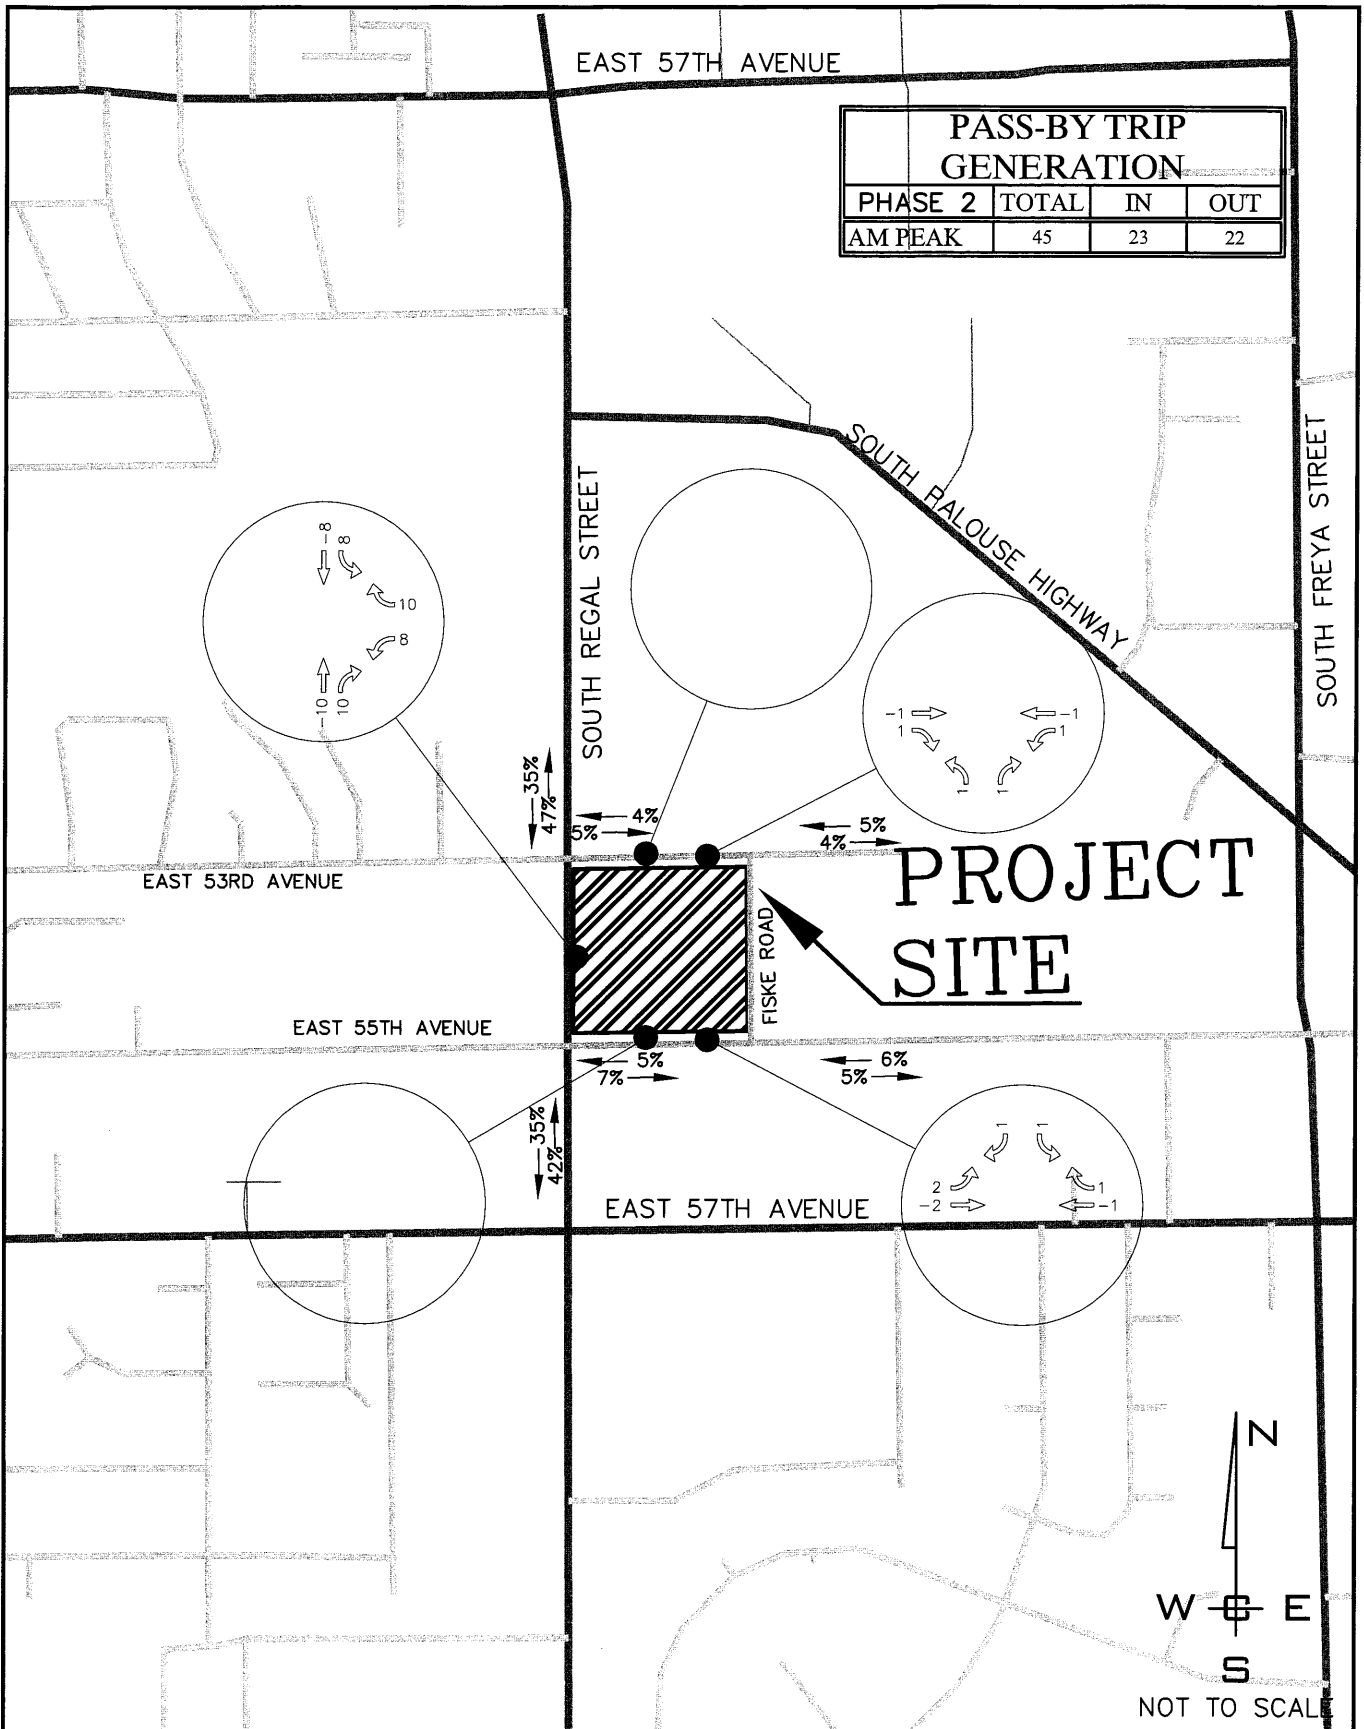 EAST 57TH AVENUE
PASS-BY TRIP
GENERATION
PHASE 2 TOTAL IN OUT
AM PEAK 45 23 22
SOUTH PALOUSE HIGHWAY
SOUTH FREYA STREET
SOUTH REGAL STREET
-8
8
10
8
-10
10
-1
1
-1
1
1
1
35%
47%
4%
5%
5%
4%
PROJECT
SITE
EAST 53RD AVENUE
FISKE ROAD
EAST 55TH AVENUE
5%
7%
6%
5%
35%
42%
1
1
2
-2
1
-1
EAST 57TH AVENUE
N
W E
S
NOT TO SCALE